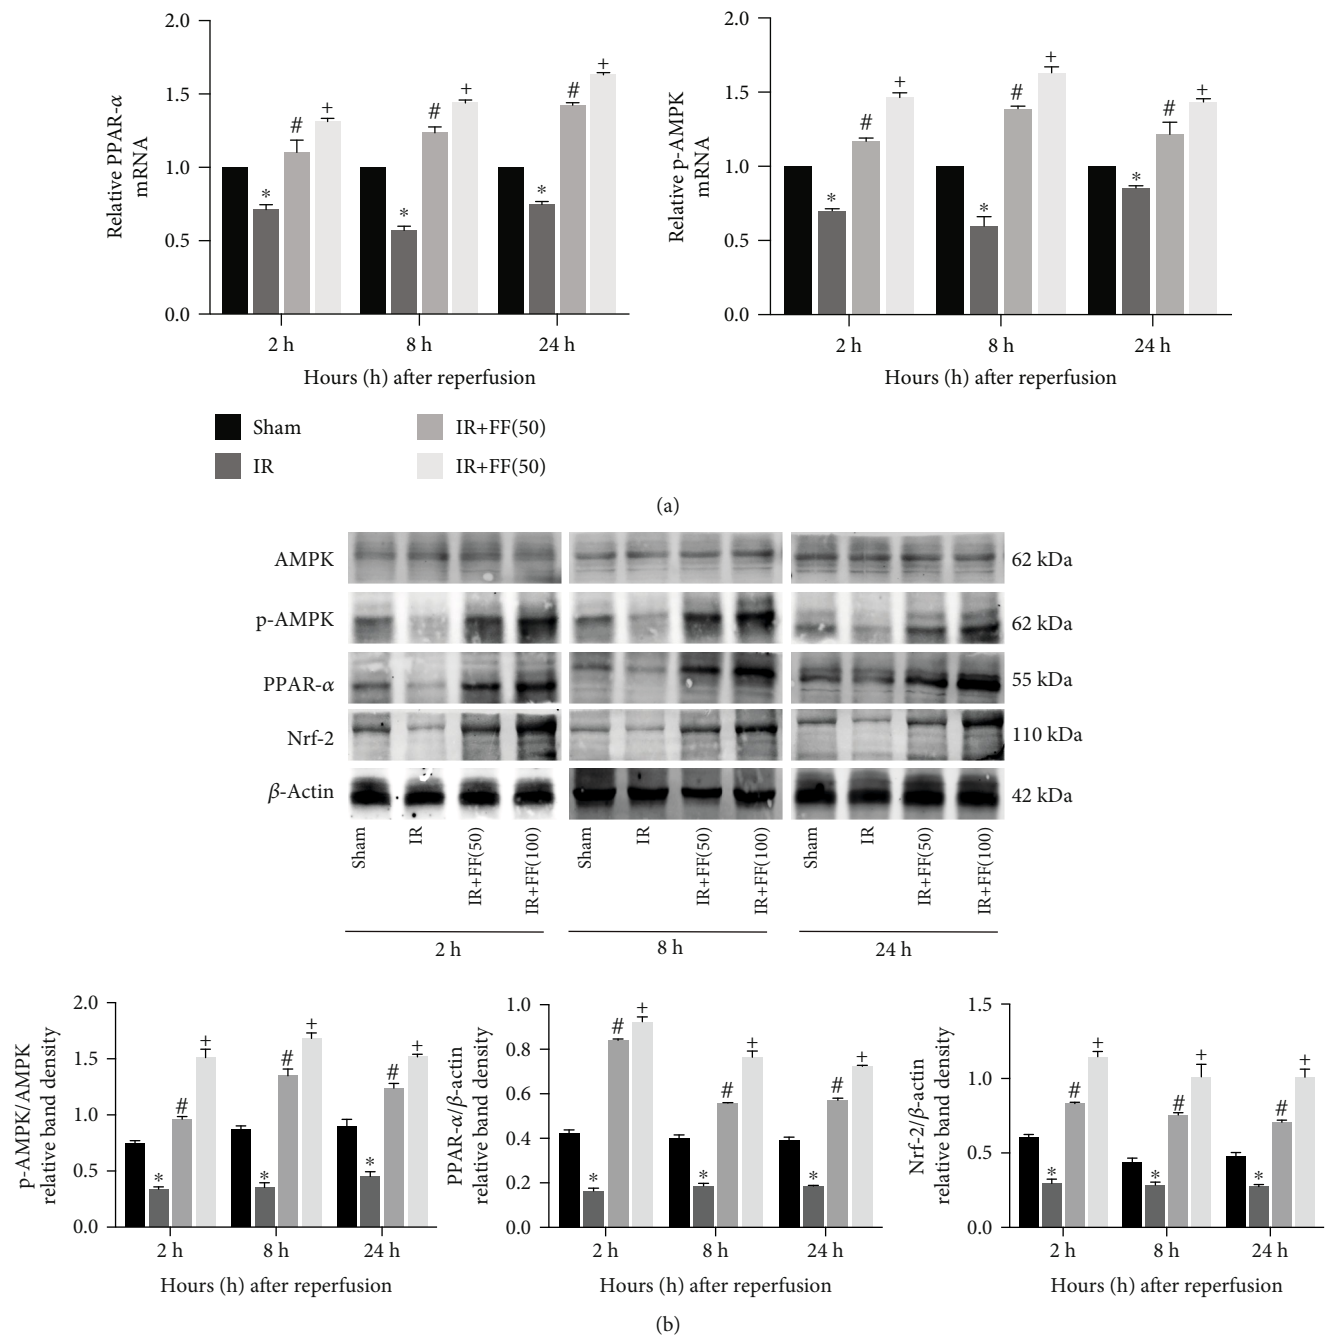 2.0
1.5
1.0
0.5
0.0
Relative PPAR-α
mRNA
*
#
+
*
#
+
*
#
+
2 h
8 h
24 h
Hours (h) after reperfusion
2.0
1.5
1.0
0.5
0.0
Relative p-AMPK
mRNA
*
#
+
*
#
+
*
#
+
2 h
8 h
24 h
Hours (h) after reperfusion
Sham
IR
IR+FF(50)
IR+FF(50)
(a)
AMPK
62 kDa
p-AMPK
62 kDa
PPAR-α
55 kDa
Nrf-2
110 kDa
β-Actin
42 kDa
Sham
IR
IR+FF(50)
IR+FF(100)
Sham
IR
IR+FF(50)
IR+FF(100)
Sham
IR
IR+FF(50)
IR+FF(100)
2 h
8 h
24 h
2.0
1.5
1.0
0.5
0.0
p-AMPK/AMPK
relative band density
*
#
+
*
#
+
*
#
+
2 h
8 h
24 h
Hours (h) after reperfusion
1.0
0.8
0.6
0.4
0.2
0.0
PPAR-α/β-actin
relative band density
*
#
+
*
#
+
*
#
+
2 h
8 h
24 h
Hours (h) after reperfusion
1.5
1.0
0.5
0.0
Nrf-2/β-actin
relative band density
*
#
+
*
#
+
*
#
+
2 h
8 h
24 h
Hours (h) after reperfusion
(b)